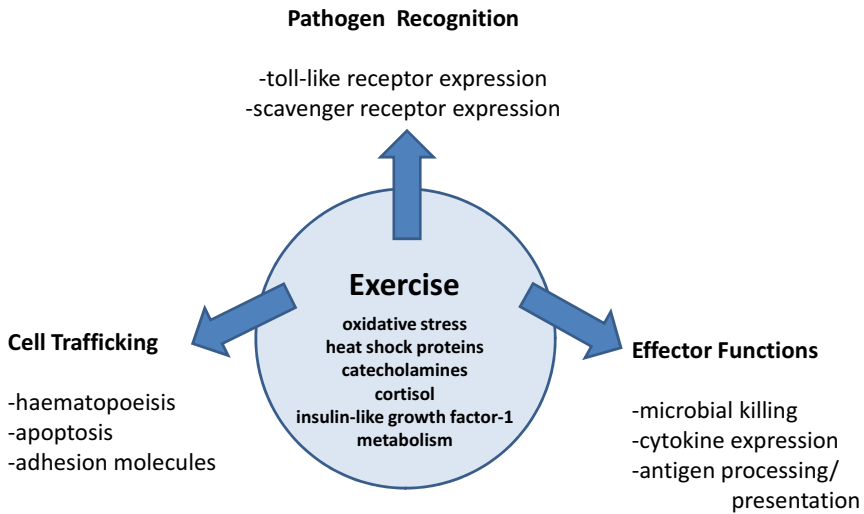 Pathogen Recognition
-toll-like receptor expression
-scavenger receptor expression
Exercise
oxidative stress
heat shock proteins
catecholamines
cortisol
insulin-like growth factor-1
metabolism
Cell Trafficking
-haematopoeisis
-apoptosis
-adhesion molecules
Effector Functions
-microbial killing
-cytokine expression
-antigen processing/
presentation